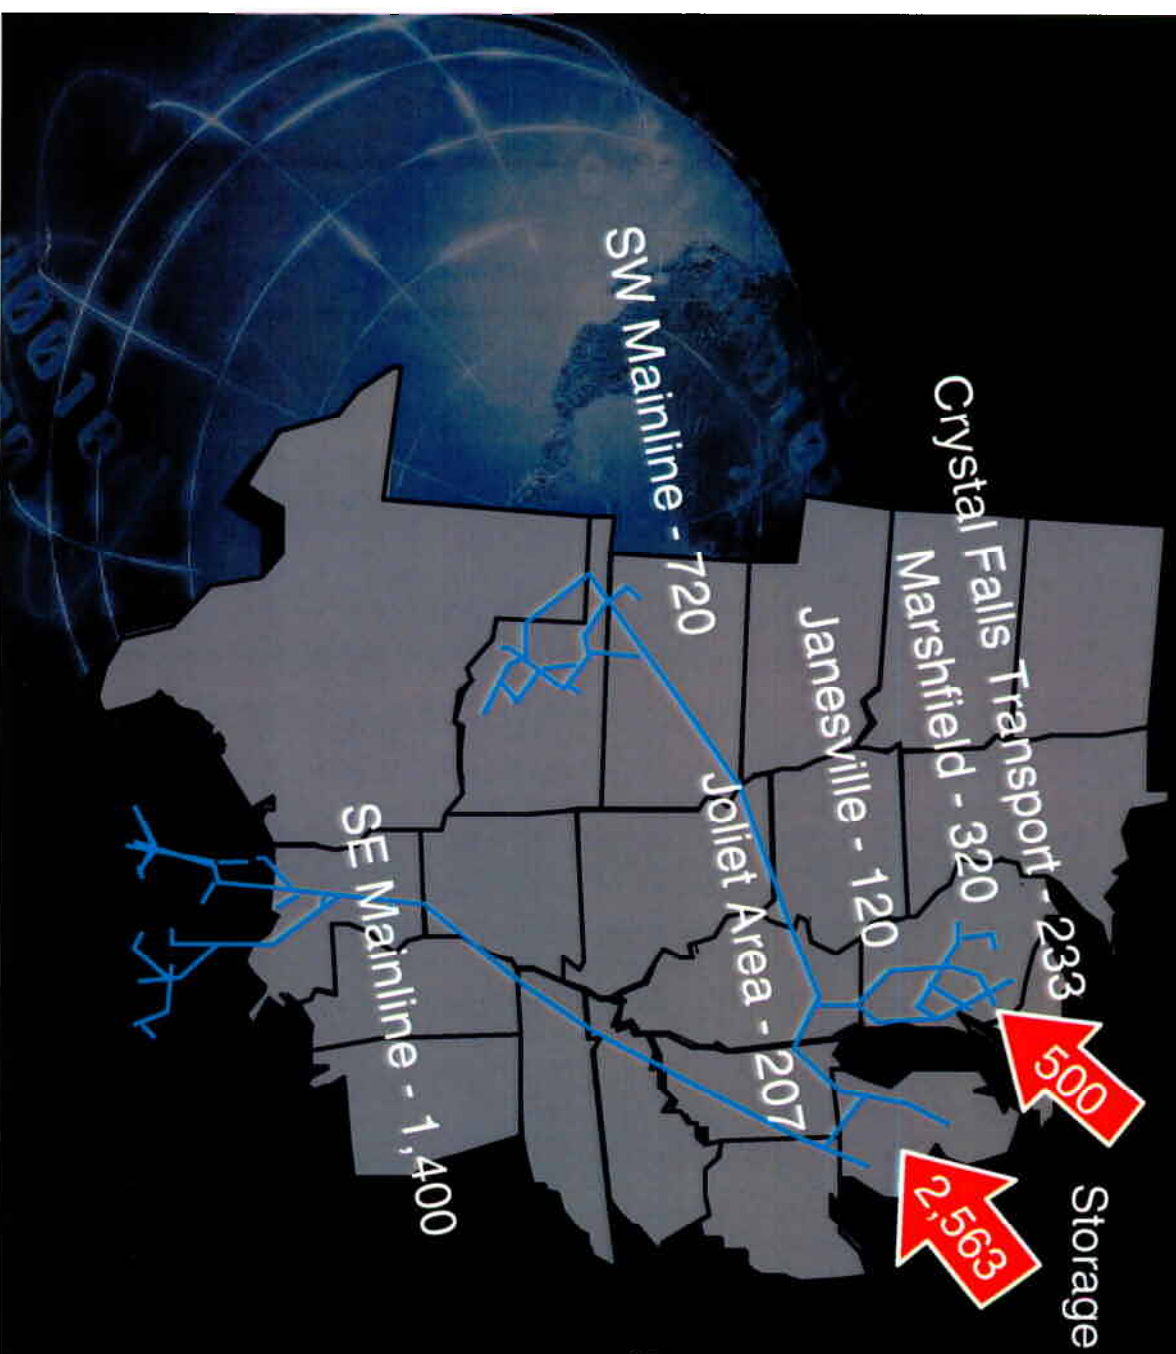 Storage
Crystal Falls Transport - 233
500
Marshfield - 320
2,563
Janesville - 120
Joliet Area - 207
SW Mainline - 720
SE Mainline - 1,400